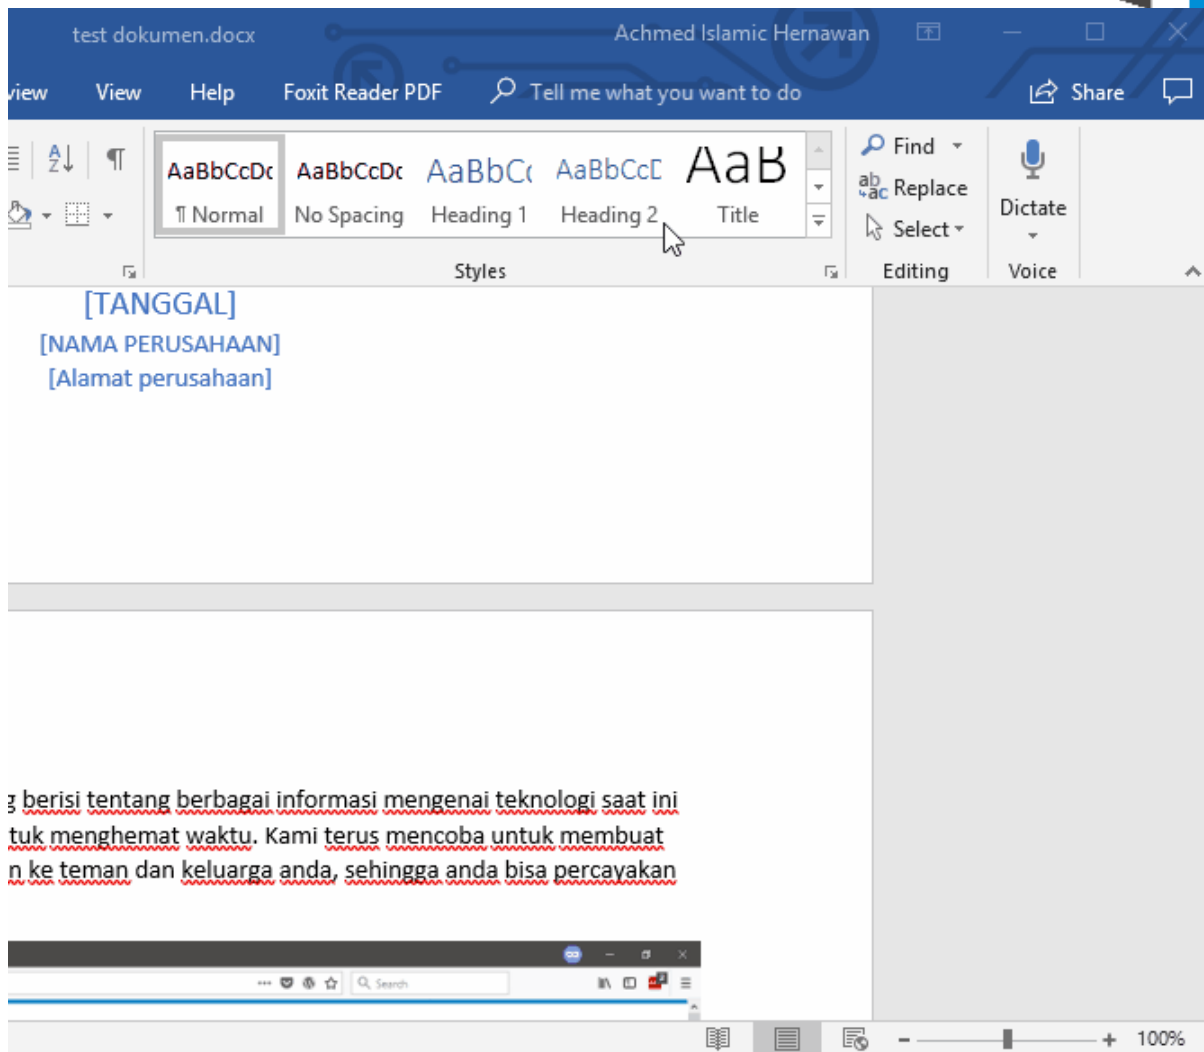 test dokumen.docx Achmed Islamic Hernawan
view View Help Foxit Reader PDF Tell me what you want to do Share
AaBbCcDc AaBbCcDc AaBbC AaBbCcD AaB
¶ Normal No Spacing Heading 1 Heading 2 Title
Find
Replace
Select
Dictate
Styles Editing Voice
[TANGGAL]
[NAMA PERUSAHAAN]
[Alamat perusahaan]
g berisi tentang berbagai informasi mengenai teknologi saat ini
tuk menghemat waktu. Kami terus mencoba untuk membuat
n ke teman dan keluarga anda, sehingga anda bisa percayakan
Search
100%